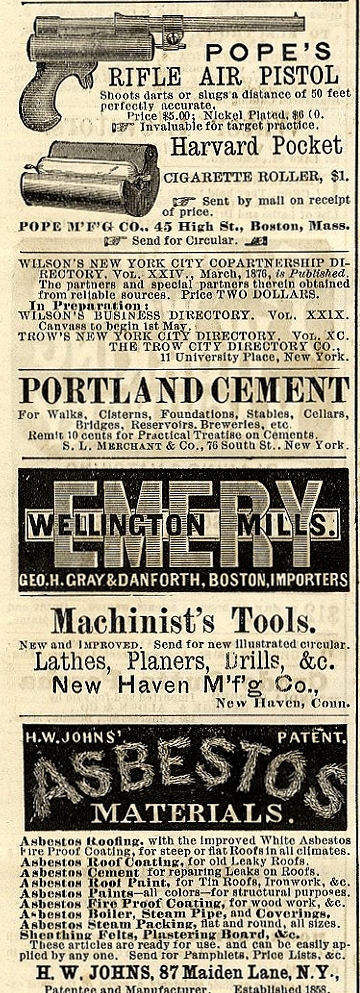 POPE'S
RIFLE AIR PISTOL
Shoots darts or slugs a distance of 50 feet
perfectly accurate.
Price $5.00; Nickel Plated, $6 00.
☞ Invaluable for target practice.
Harvard Pocket
CIGARETTE ROLLER, $1.
☞ Sent by mail on receipt
of price.
POPE M'F'G CO., 45 High St., Boston, Mass.
☞ Send for Circular.
WILSON'S NEW YORK CITY COPARTNERSHIP DI-
RECTORY, VOL. XXIV., March, 1876, is Published.
The partners and special partners therein obtained
from reliable sources. Price TWO DOLLARS.
In Preparation:
WILSON'S BUSINESS DIRECTORY, VOL. XXIX.
Canvass to begin 1st May.
TROW'S NEW YORK CITY DIRECTORY, VOL. XC.
THE TROW CITY DIRECTORY CO.,
11 University Place, New York.
PORTLAND CEMENT
For Walks, Cisterns, Foundations, Stables, Cellars,
Bridges, Reservoirs, Breweries, etc.
Remit 10 cents for Practical Treatise on Cements.
S. L. MERCHANT & Co., 76 South St., New York.
EMERY
WELLINGTON MILLS.
GEO. H. GRAY & DANFORTH, BOSTON, IMPORTERS
Machinist's Tools.
NEW and IMPROVED. Send for new illustrated circular.
Lathes, Planers, Drills, &c.
New Haven M'f'g Co.,
New Haven, Conn.
H.W. JOHNS' PATENT.
ASBESTOS
MATERIALS.
Asbestos Roofing, with the Improved White Asbestos
Fire Proof Coating, for steep or flat Roofs in all climates.
Asbestos Roof Coating, for old Leaky Roofs.
Asbestos Cement for repairing Leaks on Roofs.
Asbestos Roof Paint, for Tin Roofs, Ironwork, &c.
Asbestos Paints—all colors—for structural purposes.
Asbestos Fire Proof Coating, for wood work, &c.
Asbestos Boiler, Steam Pipe, and Coverings.
Asbestos Steam Packing, flat and round, all sizes.
Sheathing Felts, Plastering Board, &c.
These articles are ready for use, and can be easily ap-
plied by any one. Send for Pamphlets, Price Lists, &c.
H. W. JOHNS, 87 Maiden Lane, N.Y.,
Patentee and Manufacturer. Established 1858.